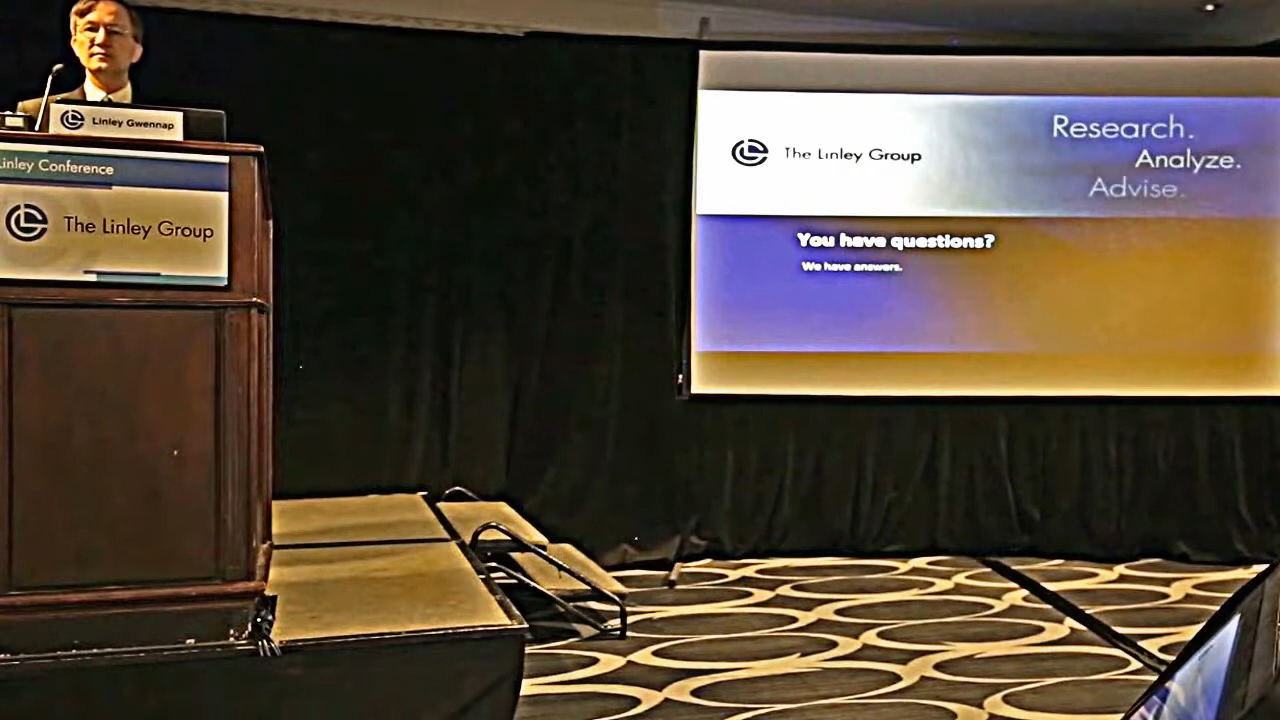 Linley Gwennap
Linley Conference
The Linley Group
The Linley Group
Research.
Analyze.
Advise.
You have questions?
We have answers.